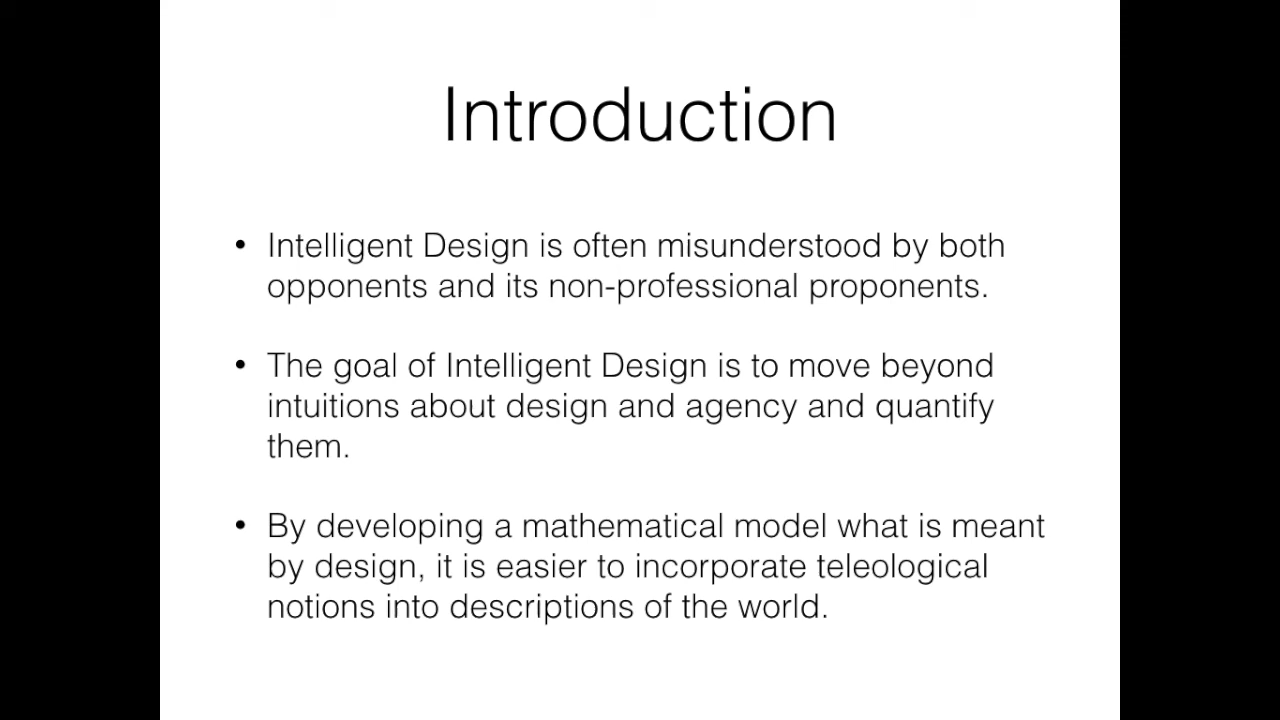 Introduction
• Intelligent Design is often misunderstood by both
opponents and its non-professional proponents.
• The goal of Intelligent Design is to move beyond
intuitions about design and agency and quantify
them.
• By developing a mathematical model what is meant
by design, it is easier to incorporate teleological
notions into descriptions of the world.